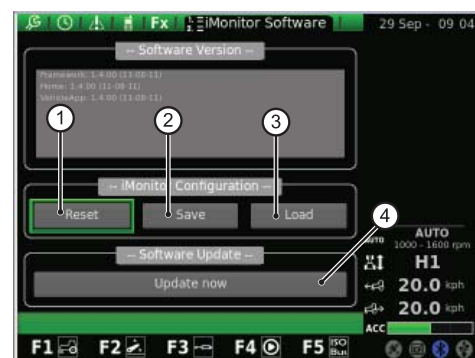 Fx
iMonitor Software
29 Sep - 09 04
-- Software Version --
Framework: 1.4.00 (11-08-11)
Home: 1.4.00 (11-08-11)
VehicleApp: 1.4.00 (11-08-11)
1
2
3
-- iMonitor Configuration --
Reset
Save
Load
4
-- Software Update --
Update now
AUTO
AUTO
1000 - 1600 rpm
H1
20.0 kph
20.0 kph
ACC
F1
F2
F3
F4
F5
ISO
Bus